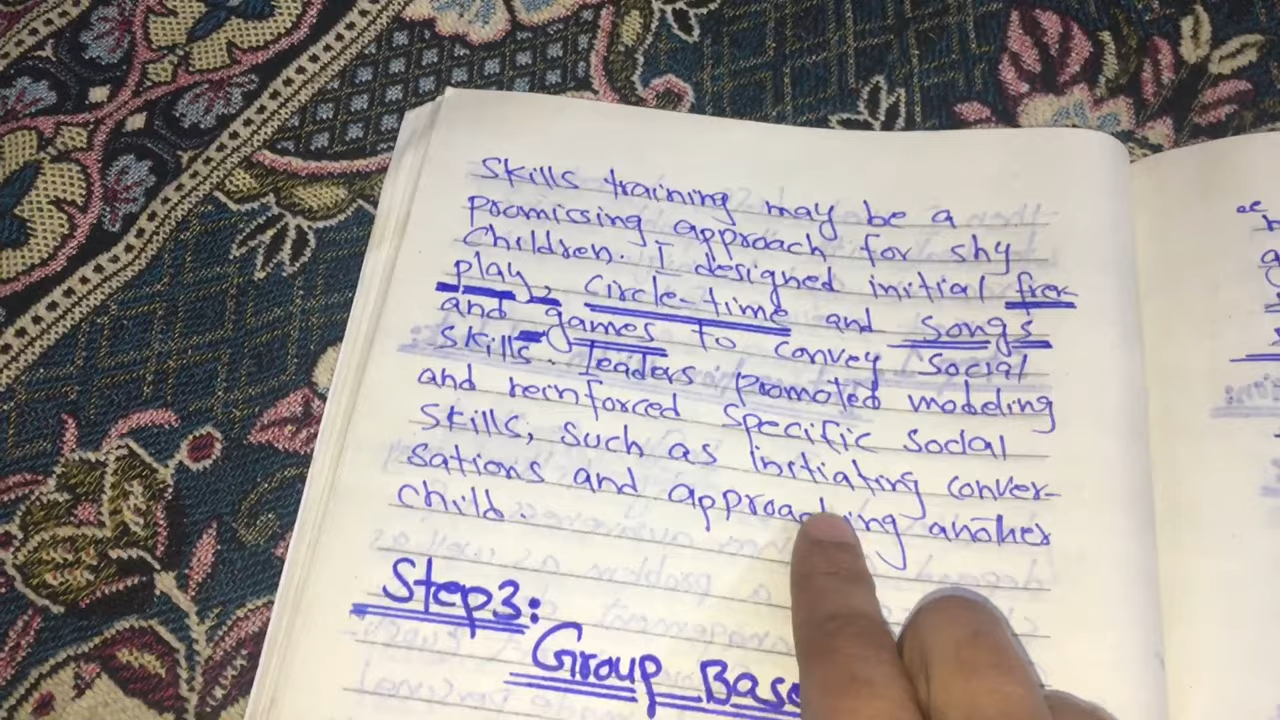 Skills training may be a
promissing approach for shy
Children. I designed initial free
play, Circle-time and songs
and games to convey social
skills. leaders promoted modeling
and reinforced specific social
skills, such as initiating conver-
sations and approaching another
child.
Step3:
Group Base